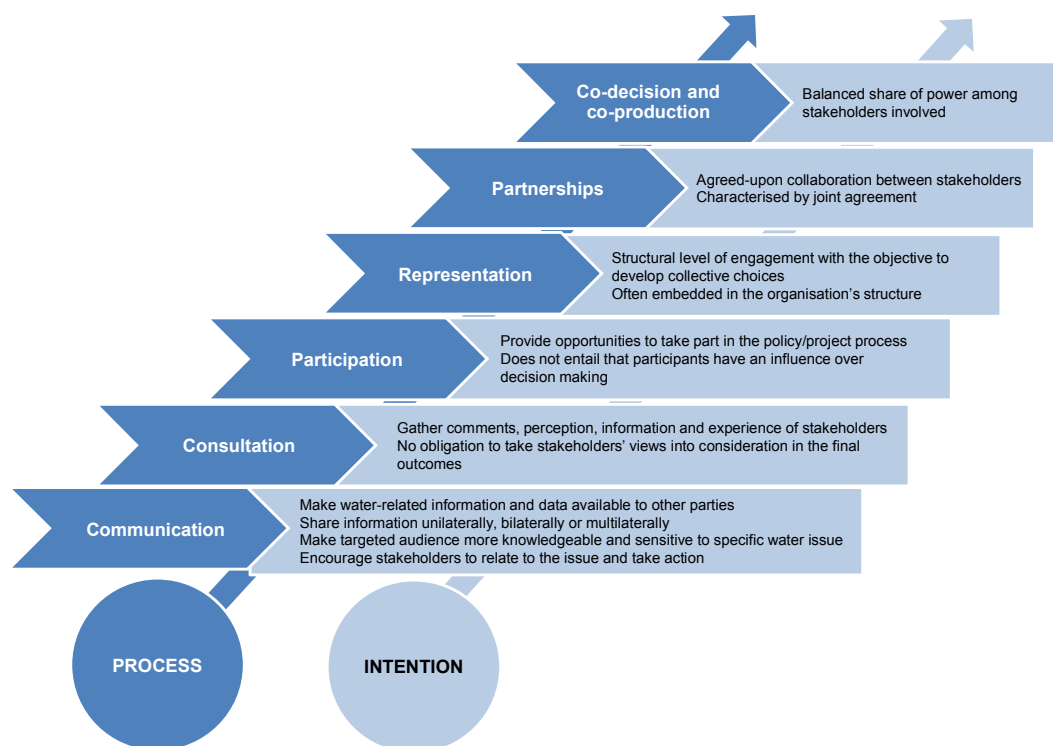 Co-decision and
co-production
Balanced share of power among
stakeholders involved
Partnerships
Agreed-upon collaboration between stakeholders
Characterised by joint agreement
Representation
Structural level of engagement with the objective to
develop collective choices
Often embedded in the organisation's structure
Participation
Provide opportunities to take part in the policy/project process
Does not entail that participants have an influence over
decision making
Consultation
Gather comments, perception, information and experience of stakeholders
No obligation to take stakeholders' views into consideration in the final
outcomes
Communication
Make water-related information and data available to other parties
Share information unilaterally, bilaterally or multilaterally
Make targeted audience more knowledgeable and sensitive to specific water issue
Encourage stakeholders to relate to the issue and take action
PROCESS
INTENTION